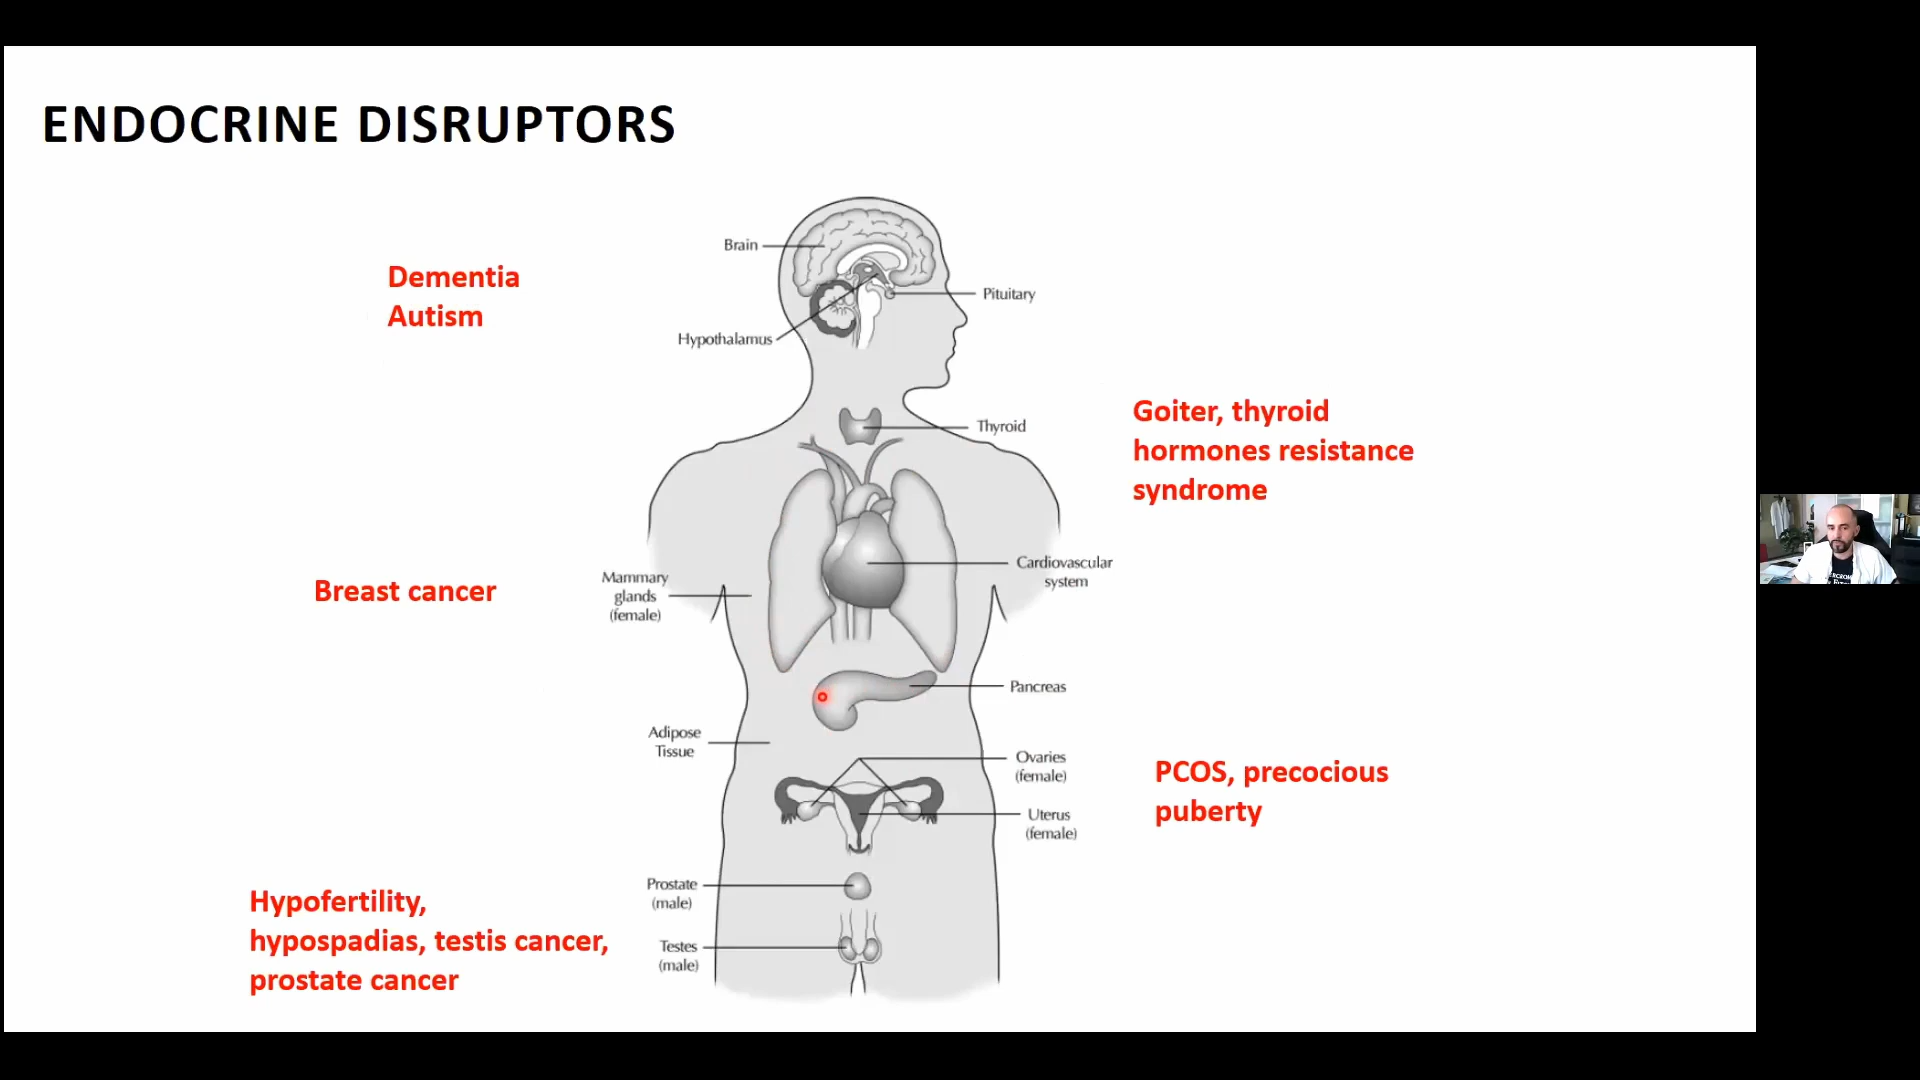 ENDOCRINE DISRUPTORS
Brain
Dementia
Autism
Pituitary
Hypothalamus
Goiter, thyroid
hormones resistance
syndrome
Thyroid
Cardiovascular
system
Mammary
glands
(female)
Breast cancer
Pancreas
Adipose
Tissue
Ovaries
(female)
Uterus
(female)
PCOS, precocious
puberty
Prostate
(male)
Testes
(male)
Hypofertility,
hypospadias, testis cancer,
prostate cancer